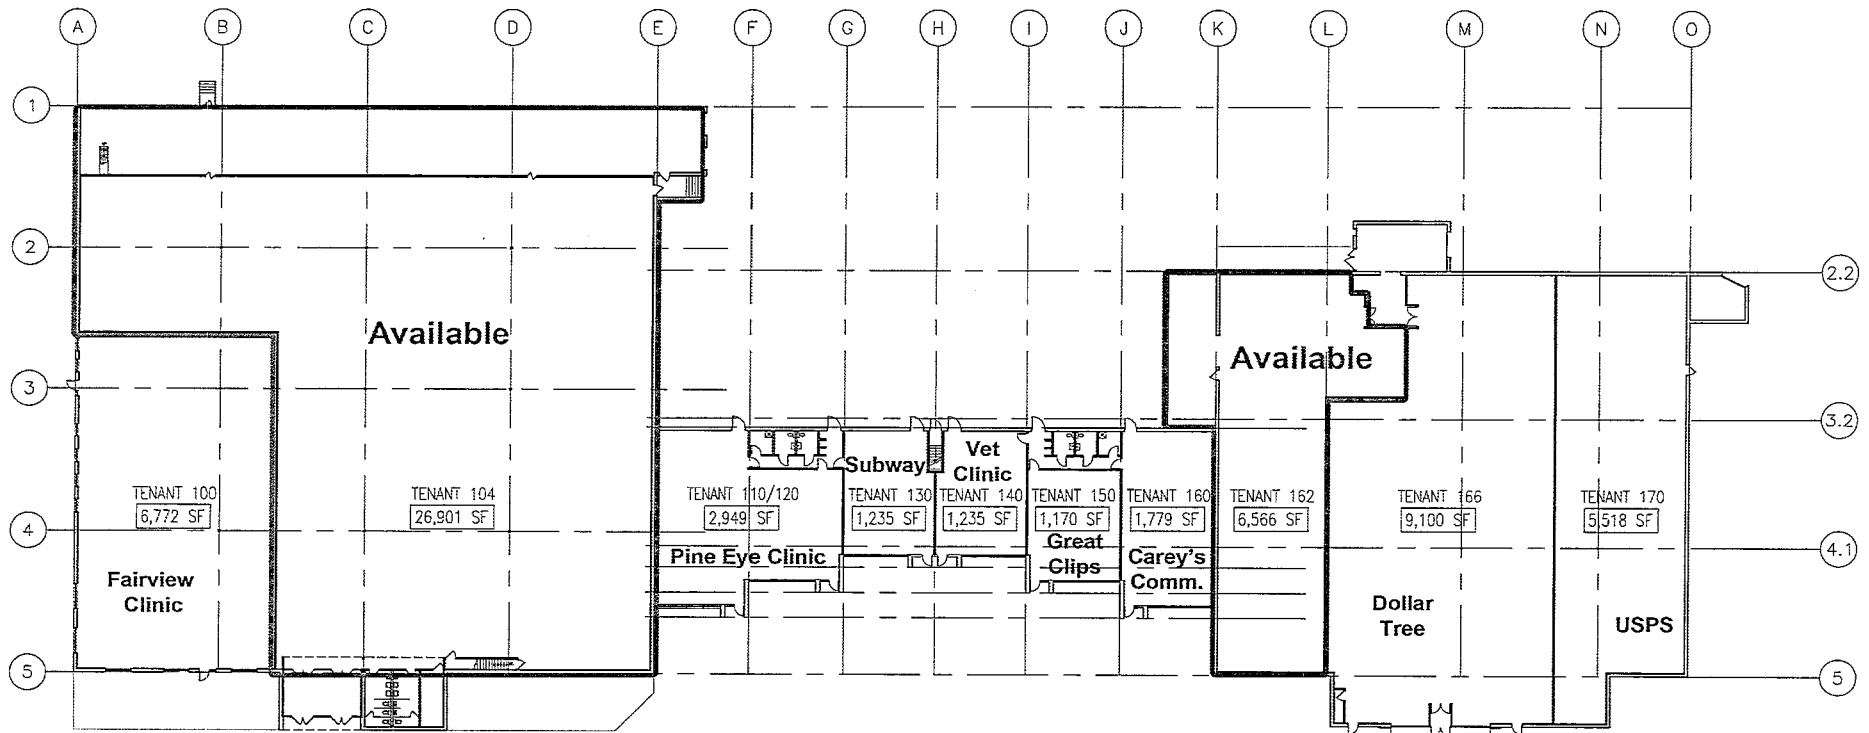 A B C D E F G H I J K L M N O
1
2
2.2
Available
Available
3
3.2
Subway
Vet
Clinic
TENANT 100
6,772 SF
TENANT 104
26,901 SF
TENANT 110/120
2,949 SF
TENANT 130
1,235 SF
TENANT 140
1,235 SF
TENANT 150
1,170 SF
TENANT 160
1,779 SF
TENANT 162
6,566 SF
TENANT 166
9,100 SF
TENANT 170
5,518 SF
4
4.1
Pine Eye Clinic
Great
Clips
Carey's
Comm.
Fairview
Clinic
Dollar
Tree
USPS
5
5